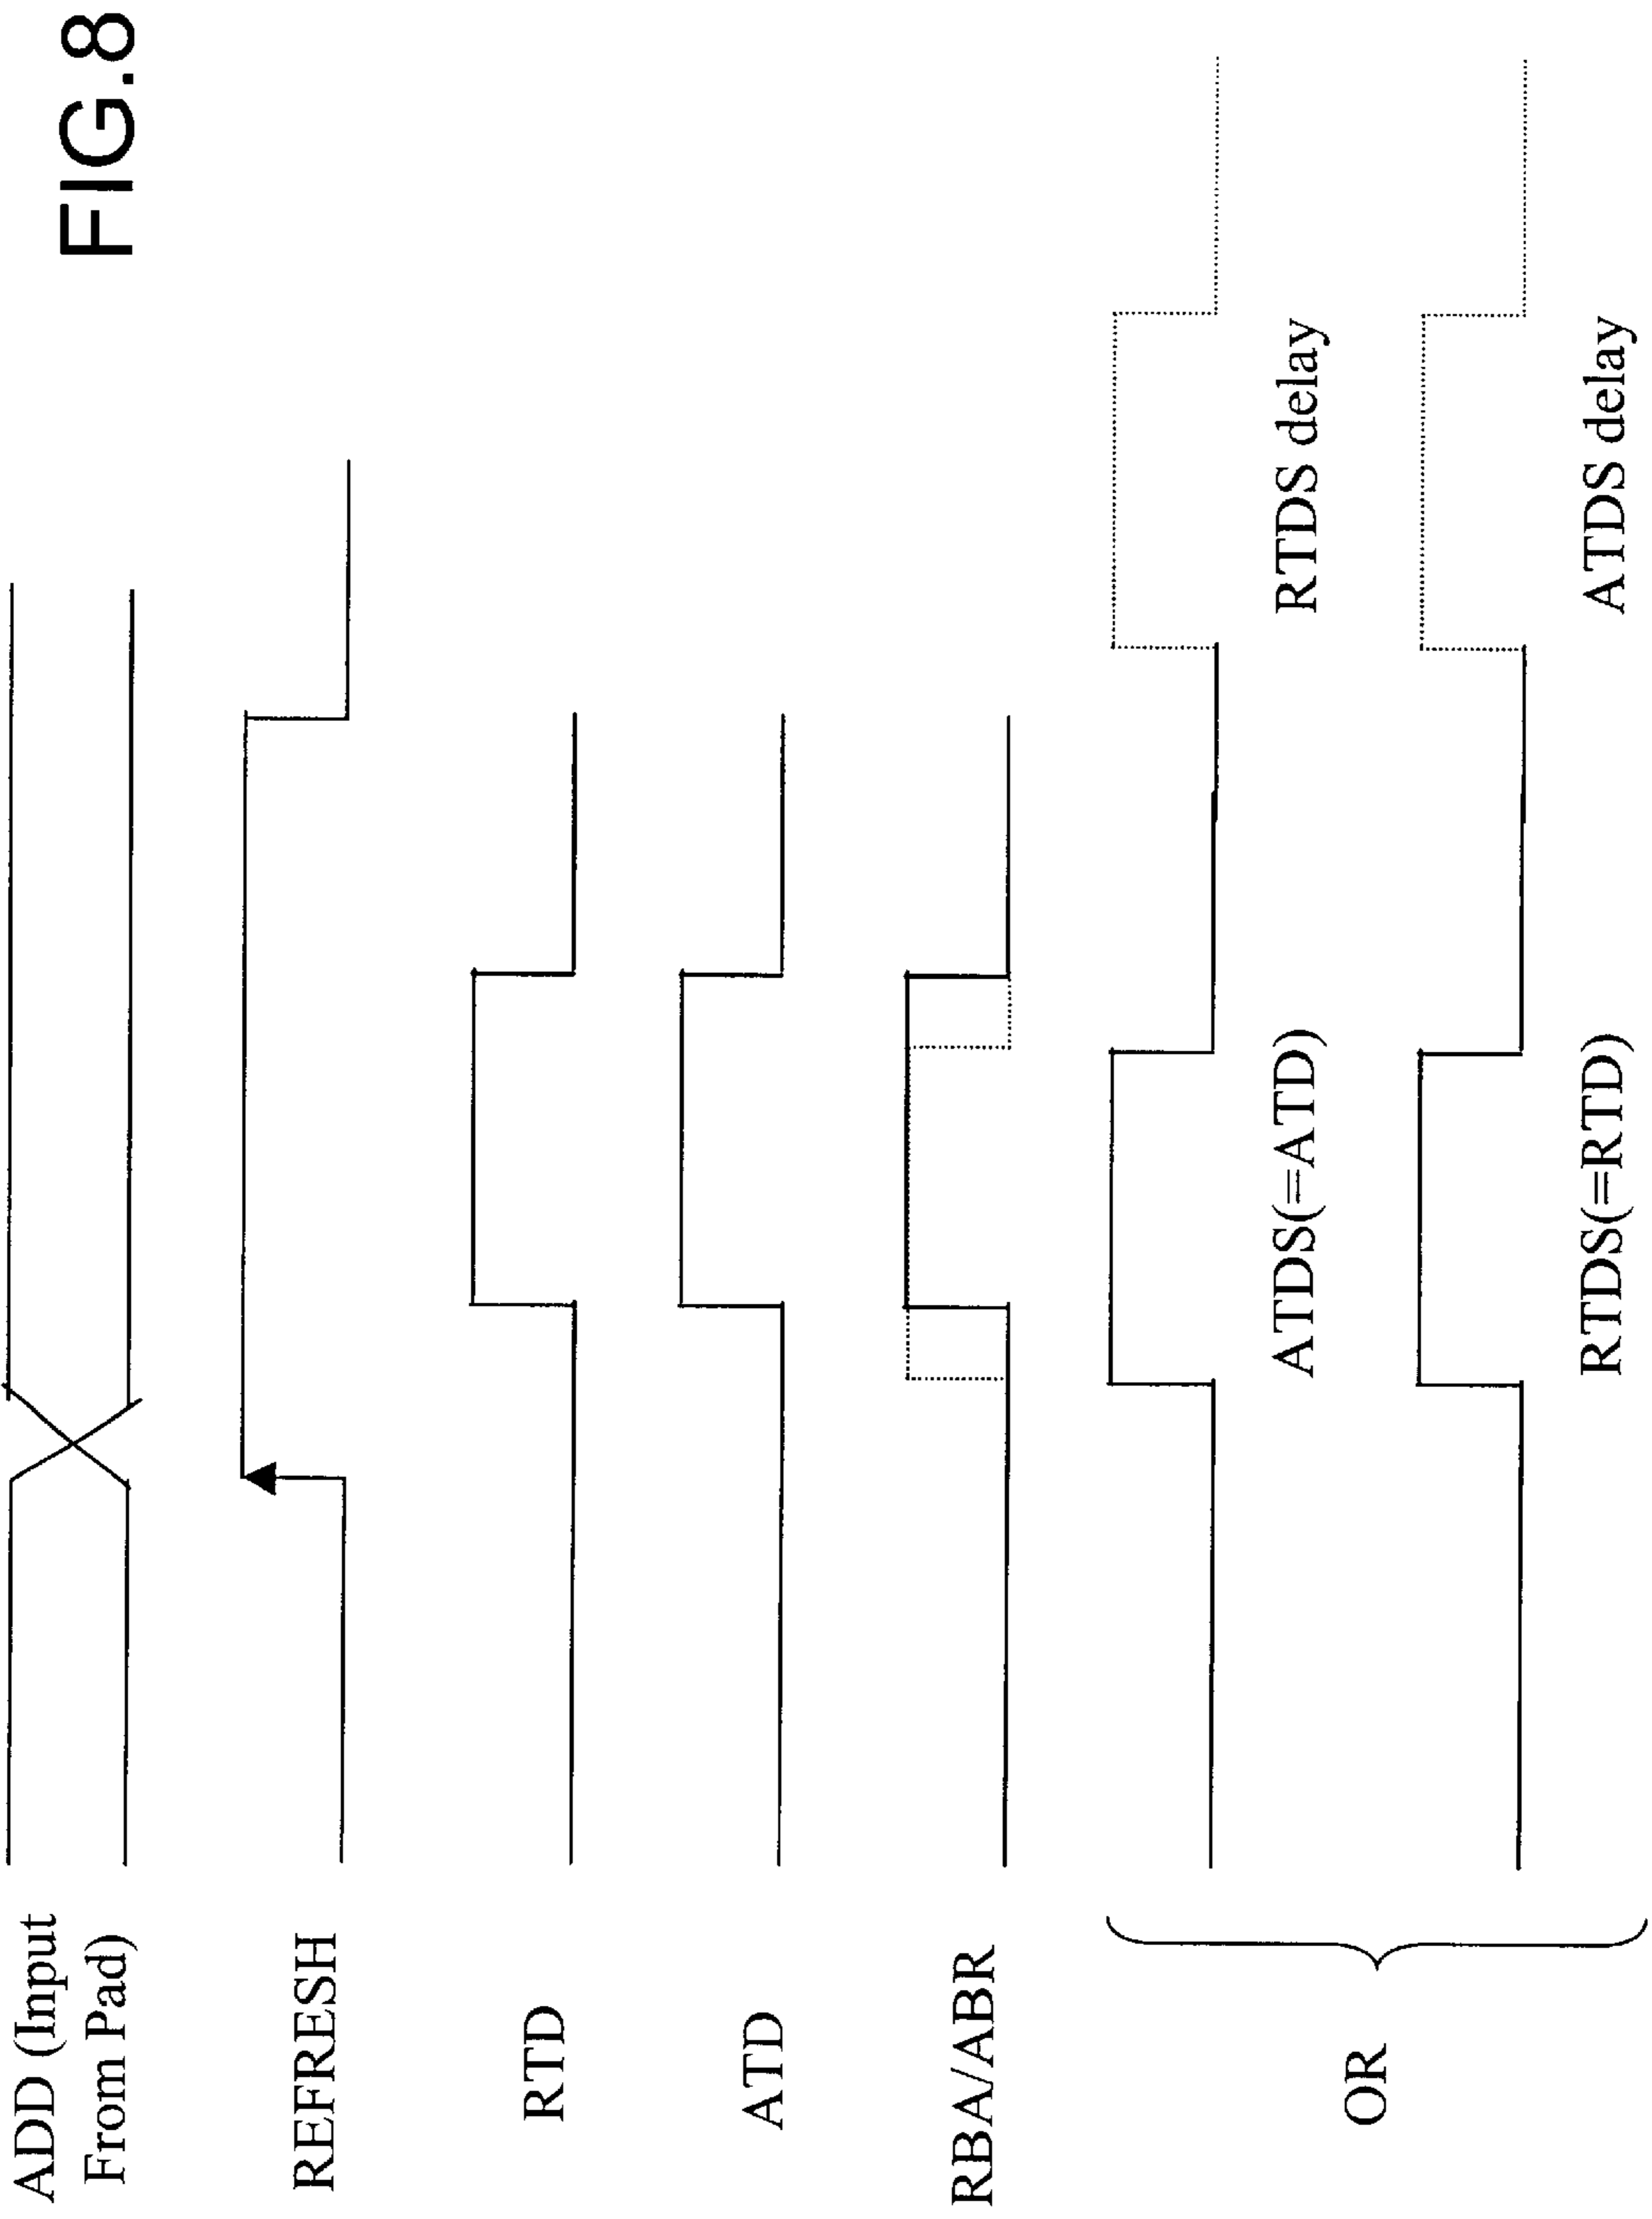 FIG.8
ADD (Input
From Pad)
REFRESH
RTD
ATD
RBA/ABR
OR
ATDS(=ATD)
RTDS delay
RTDS(=RTD)
ATDS delay